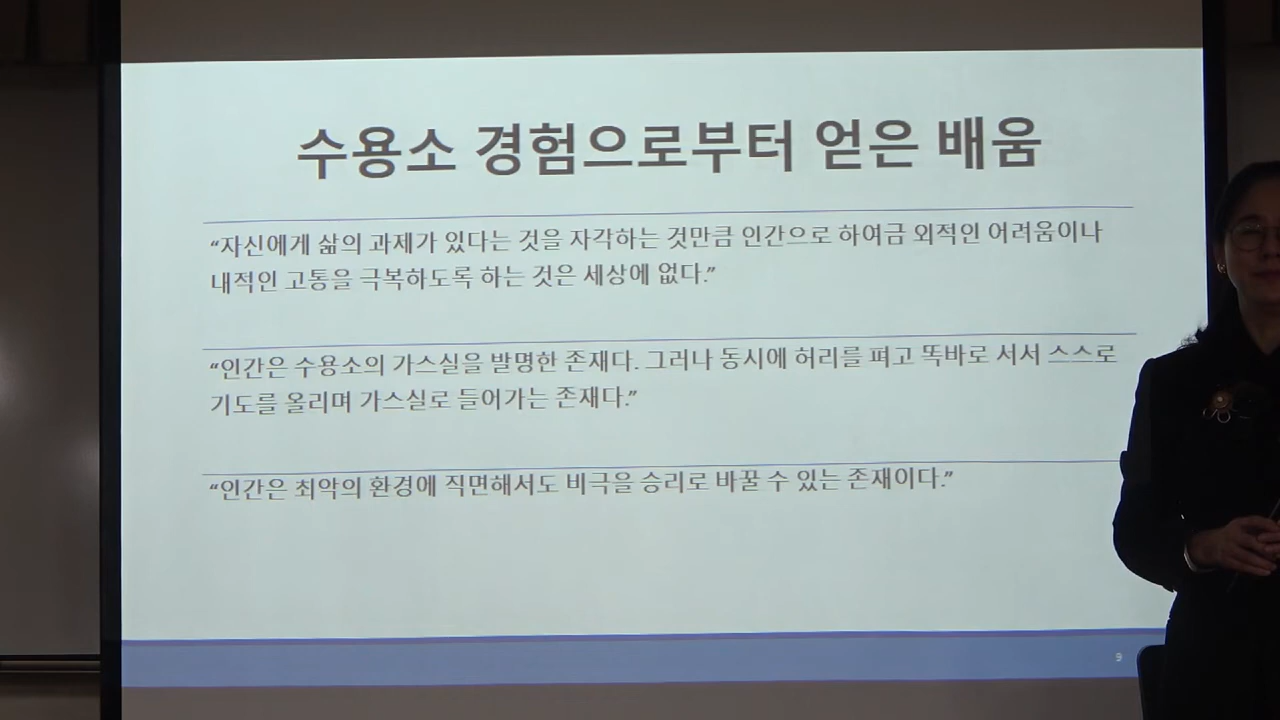 수용소 경험으로부터 얻은 배움
“자신에게 삶의 과제가 있다는 것을 자각하는 것만큼 인간으로 하여금 외적인 어려움이나
내적인 고통을 극복하도록 하는 것은 세상에 없다.”
“인간은 수용소의 가스실을 발명한 존재다. 그러나 동시에 허리를 펴고 똑바로 서서 스스로
기도를 올리며 가스실로 들어가는 존재다.”
“인간은 최악의 환경에 직면해서도 비극을 승리로 바꿀 수 있는 존재이다.”
9